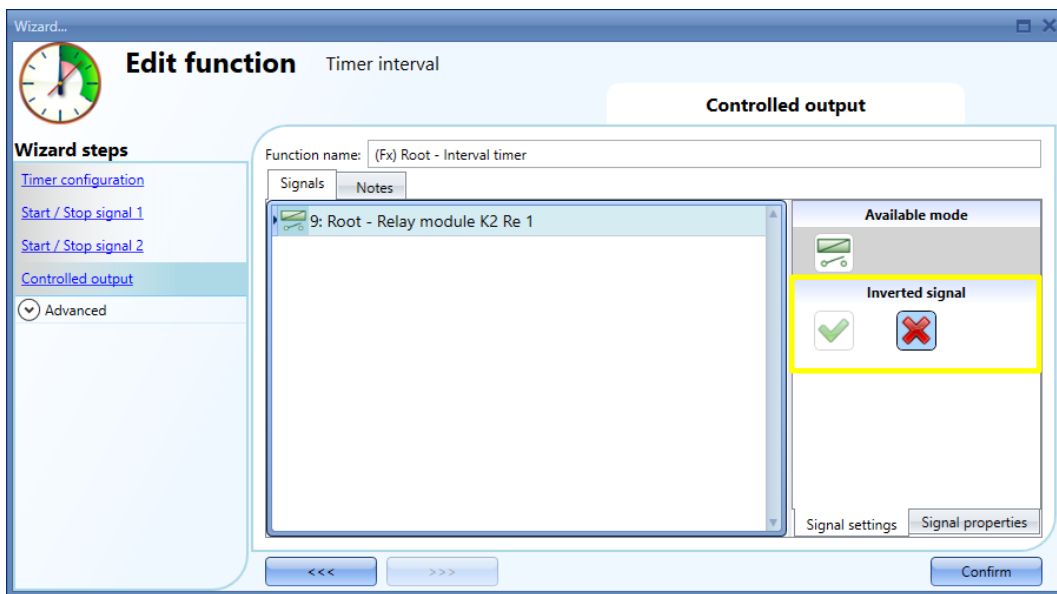 Wizard...
Edit function Timer interval
Controlled output
Wizard steps
Timer configuration
Start / Stop signal 1
Start / Stop signal 2
Controlled output
Advanced
Function name: (Fx) Root - Interval timer
Signals Notes
9: Root - Relay module K2 Re 1
Available mode
Inverted signal
Signal settings Signal properties
<<< >>> Confirm